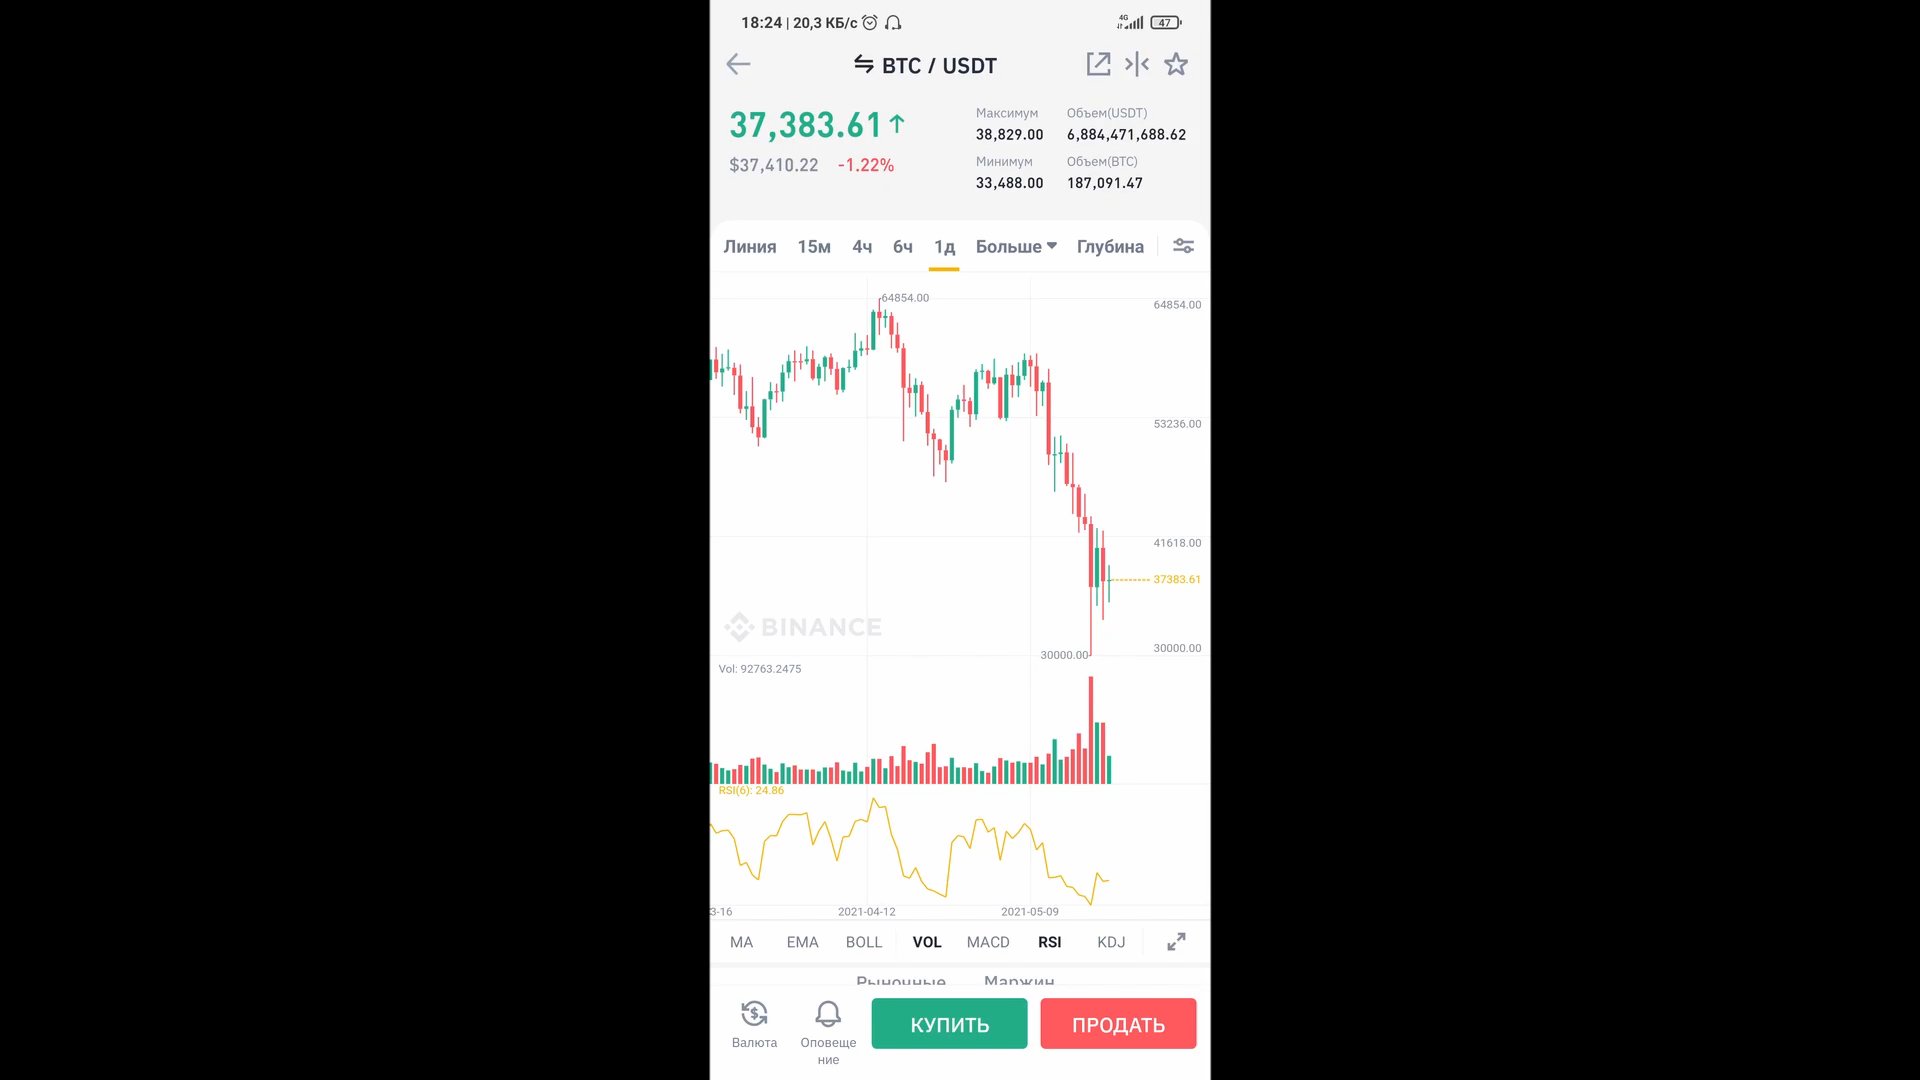 18:24 | 20,3 КБ/с 4G 47
BTC / USDT
37,383.61
$37,410.22 -1.22%
Максимум
38,829.00
Минимум
33,488.00
Объем(USDT)
6,884,471,688.62
Объем(BTC)
187,091.47
Линия 15м 4ч 6ч 1д Больше Глубина
64854.00
64854.00
53236.00
41618.00
37383.61
BINANCE
30000.00
30000.00
Vol: 92763.2475
RSI(6): 24.86
3-16 2021-04-12 2021-05-09
MA EMA BOLL VOL MACD RSI KDJ
Рыночные Маржин
Валюта
Оповеще
ние
КУПИТЬ
ПРОДАТЬ